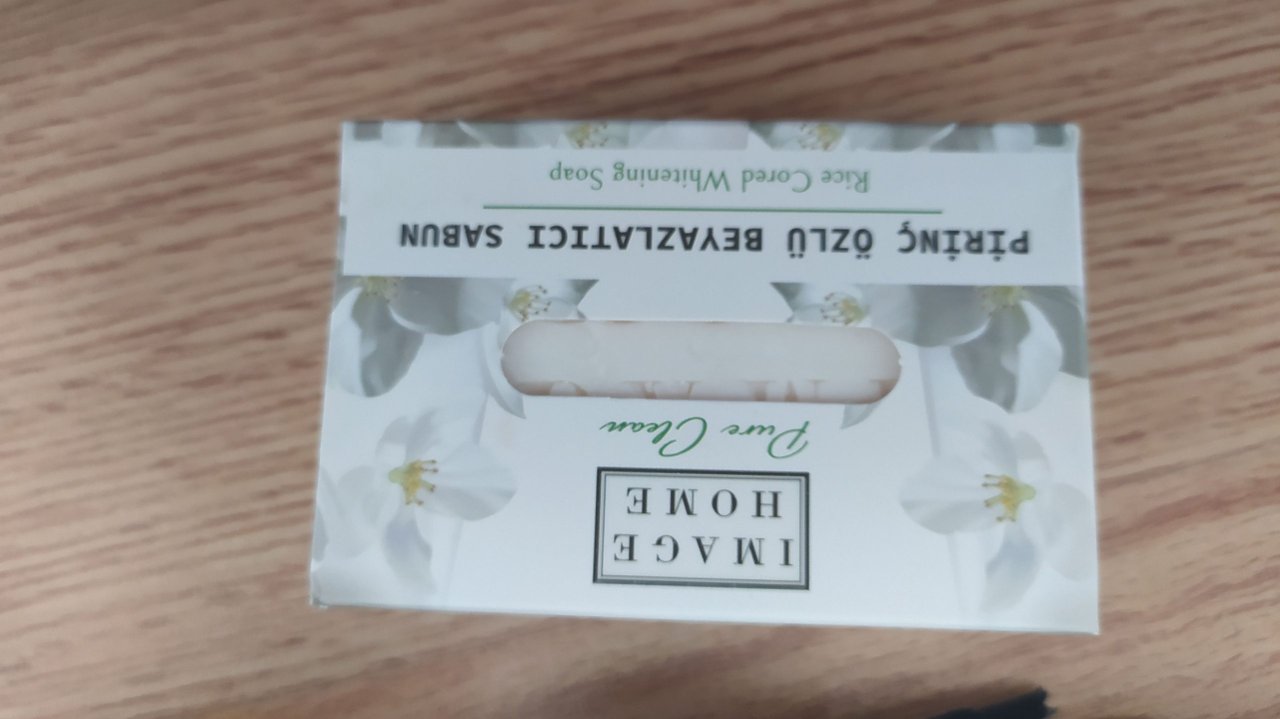 IMAGE
HOME
Pure Clean
PİRİNÇ ÖZLÜ BEYAZLATICI SABUN
Rice Cored Whitening Soap